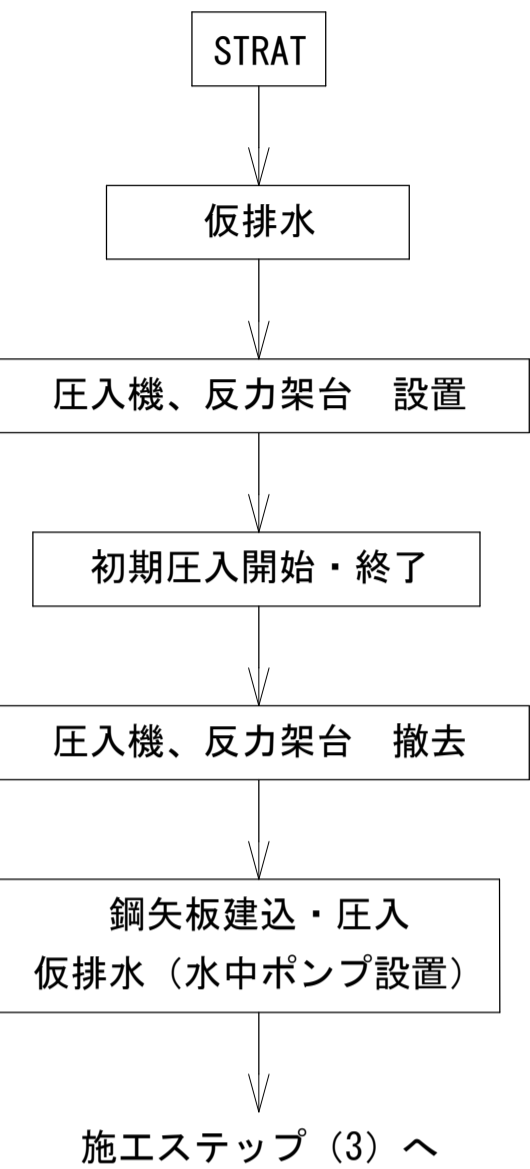 STRAT
仮排水
圧入機、反力架台　設置
初期圧入開始・終了
圧入機、反力架台　撤去
鋼矢板建込・圧入
仮排水（水中ポンプ設置）
施工ステップ（3）へ